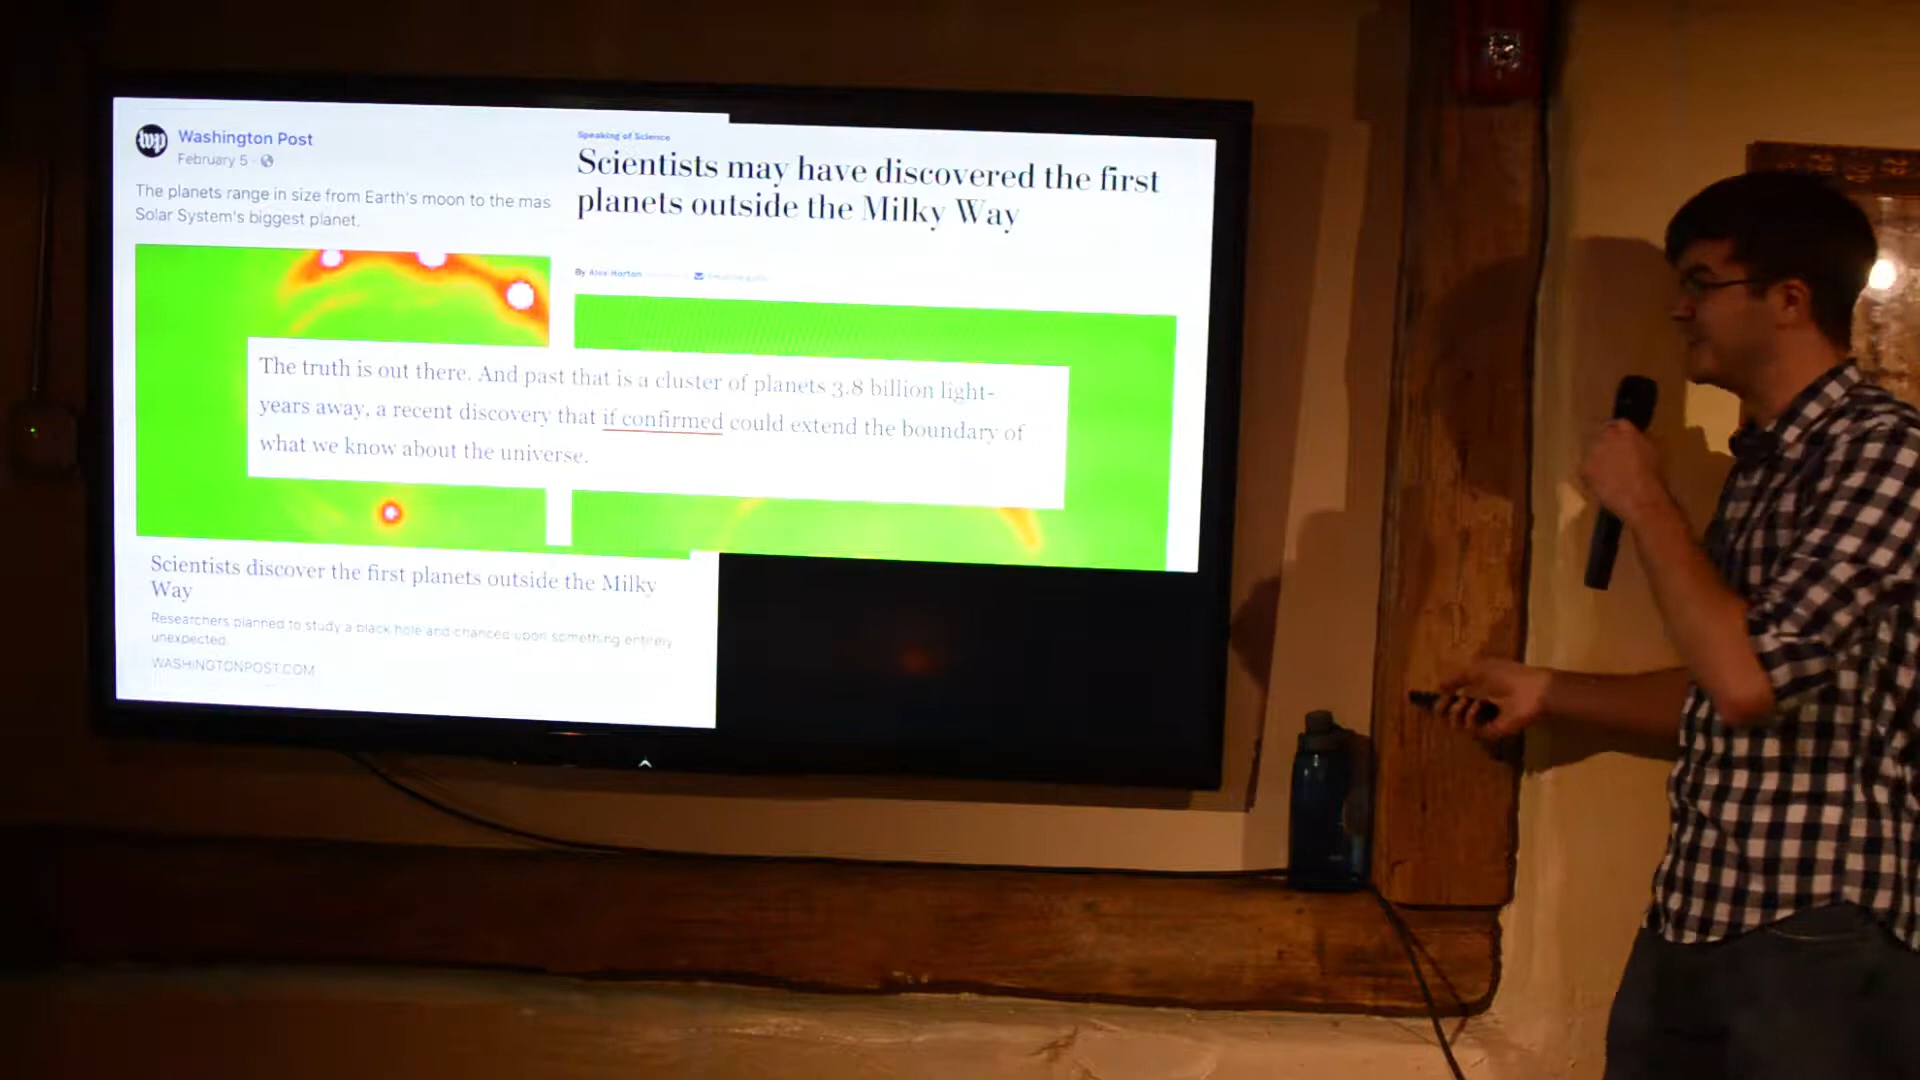 wp
Washington Post
February 5
The planets range in size from Earth's moon to the mas
Solar System's biggest planet.
Speaking of Science
Scientists may have discovered the first
planets outside the Milky Way
By Alex Horton
The truth is out there. And past that is a cluster of planets 3.8 billion light-
years away, a recent discovery that if confirmed could extend the boundary of
what we know about the universe.
Scientists discover the first planets outside the Milky
Way
Researchers planned to study a black hole and chanced upon something entirely
unexpected.
WASHINGTONPOST.COM